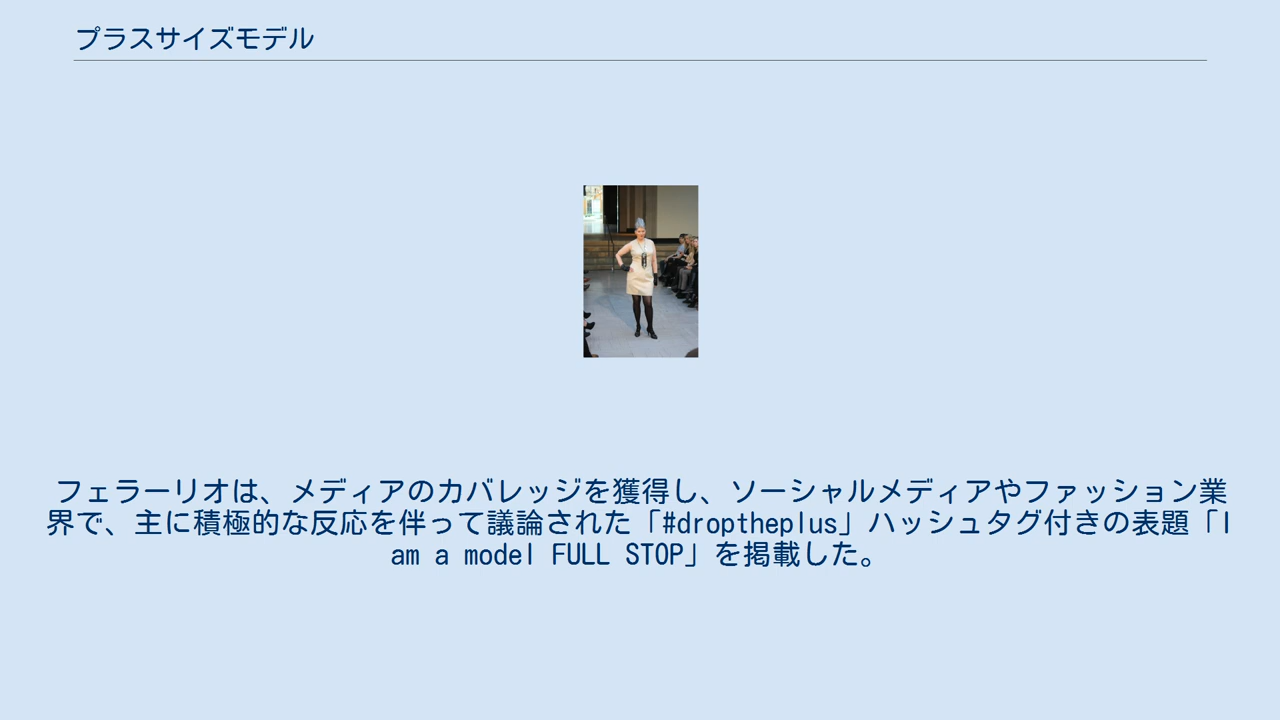 プラスサイズモデル
フェラーリオは、メディアのカバレッジを獲得し、ソーシャルメディアやファッション業
界で、主に積極的な反応を伴って議論された「#droptheplus」ハッシュタグ付きの表題「I
am a model FULL STOP」を掲載した。